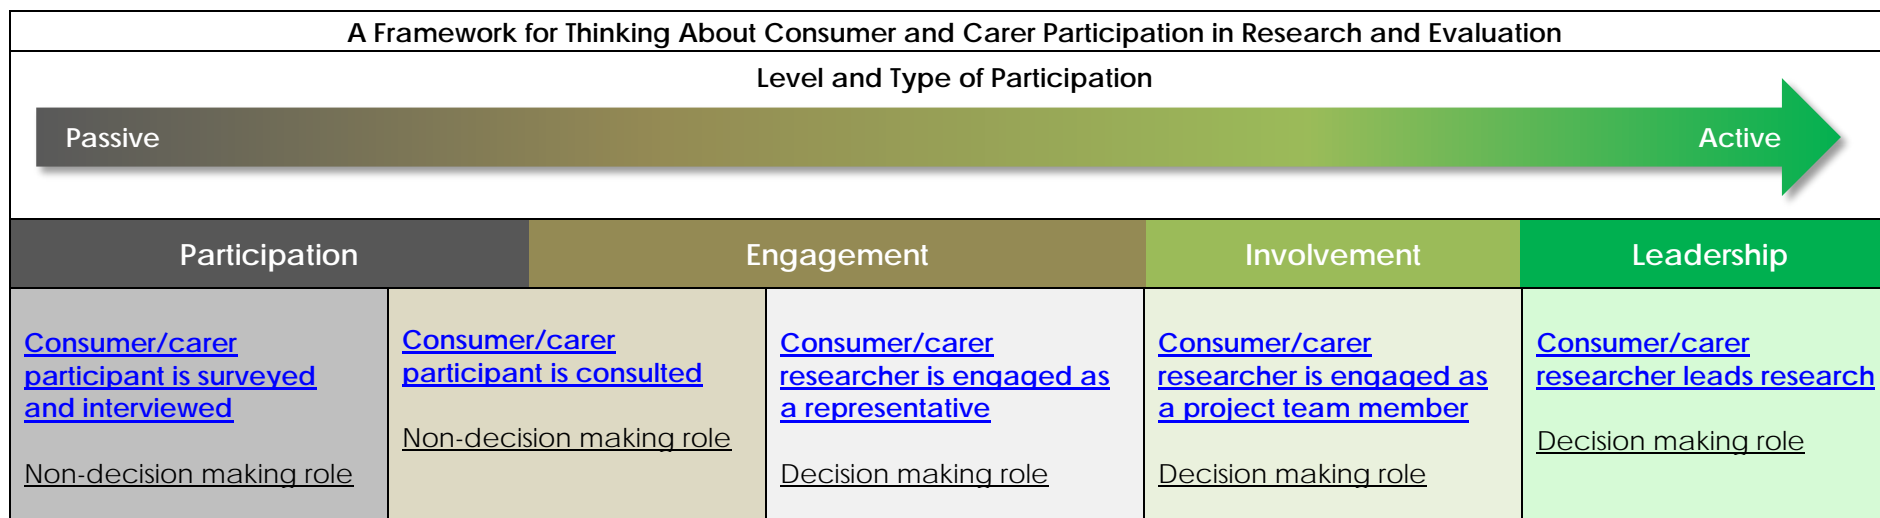 A Framework for Thinking About Consumer and Carer Participation in Research and Evaluation
Level and Type of Participation
Passive
Active
Participation
Engagement
Involvement
Leadership
Consumer/carer
participant is surveyed
and interviewed
Non-decision making role
Consumer/carer
participant is consulted
Non-decision making role
Consumer/carer
researcher is engaged as
a representative
Decision making role
Consumer/carer
researcher is engaged as
a project team member
Decision making role
Consumer/carer
researcher leads research
Decision making role